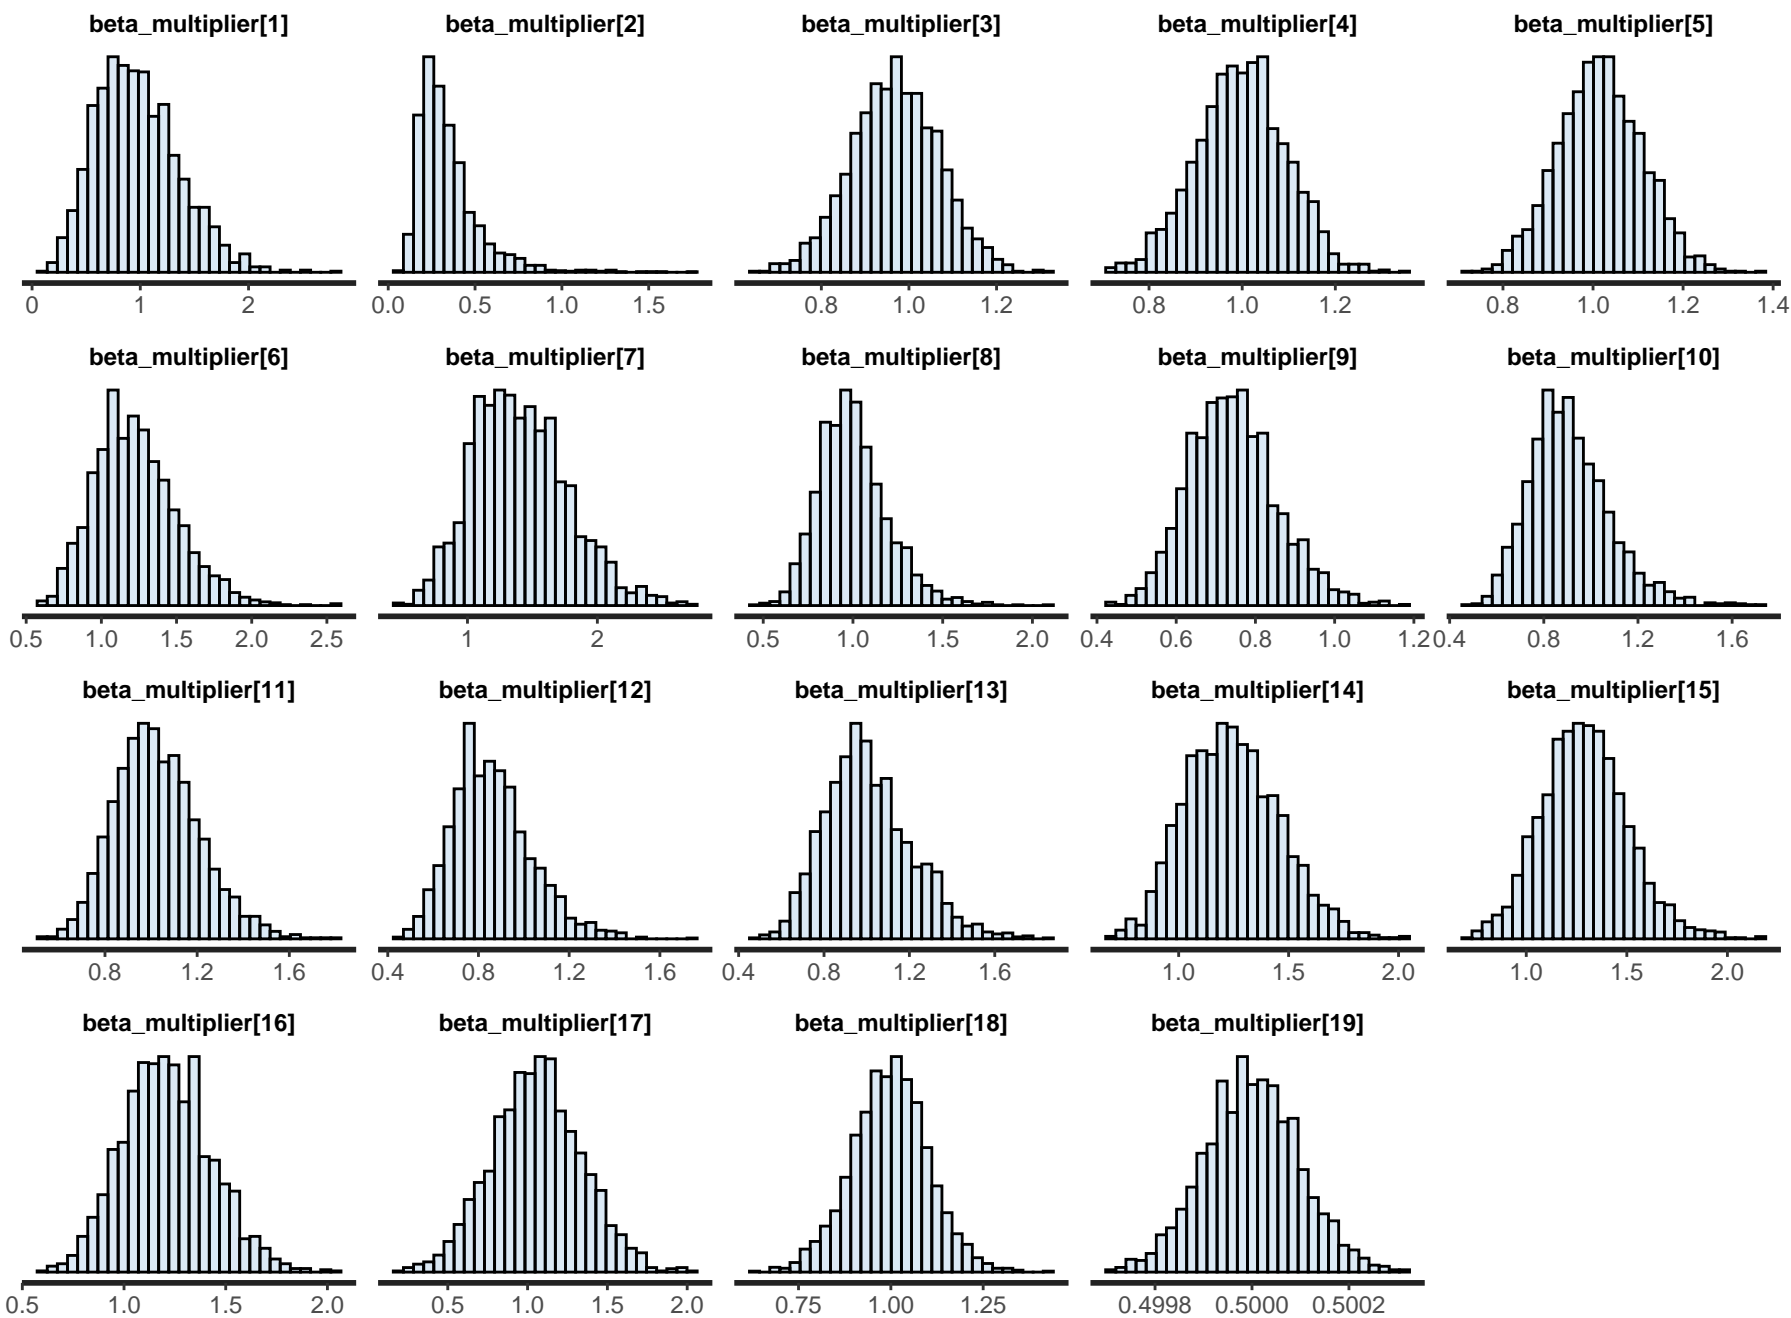 beta_multiplier[1] beta_multiplier[2] beta_multiplier[3] beta_multiplier[4] beta_multiplier[5]
0 1 2 0.0 0.5 1.0 1.5 0.8 1.0 1.2 0.8 1.0 1.2 0.8 1.0 1.2 1.4
beta_multiplier[6] beta_multiplier[7] beta_multiplier[8] beta_multiplier[9] beta_multiplier[10]
0.5 1.0 1.5 2.0 2.5 1 2 0.5 1.0 1.5 2.0 0.4 0.6 0.8 1.0 1.2 0.4 0.8 1.2 1.6
beta_multiplier[11] beta_multiplier[12] beta_multiplier[13] beta_multiplier[14] beta_multiplier[15]
0.8 1.2 1.6 0.4 0.8 1.2 1.6 0.4 0.8 1.2 1.6 1.0 1.5 2.0 1.0 1.5 2.0
beta_multiplier[16] beta_multiplier[17] beta_multiplier[18] beta_multiplier[19]
0.5 1.0 1.5 2.0 0.5 1.0 1.5 2.0 0.75 1.00 1.25 0.4998 0.5000 0.5002